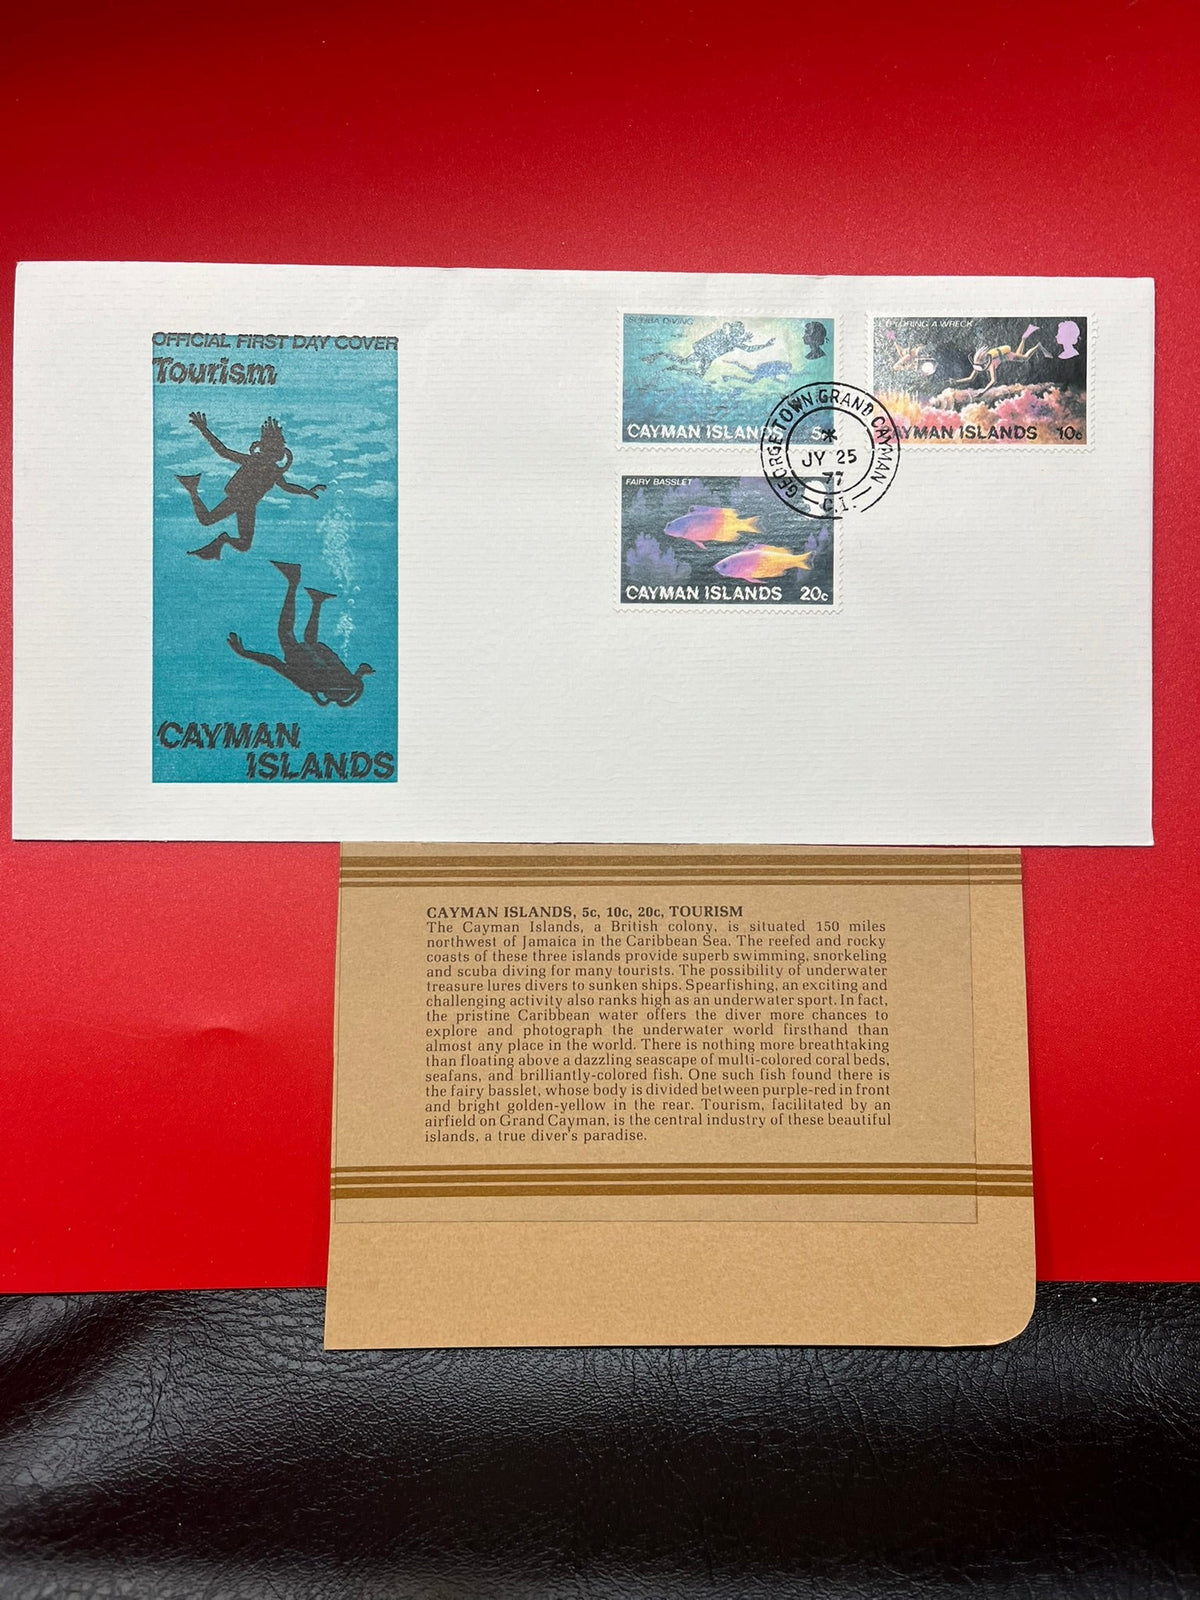 OFFICIAL FIRST DAY COVER
Tourism
CAYMAN
ISLANDS
SCUBA DIVING
CAYMAN ISLANDS 5c
EXPLORING A WRECK
CAYMAN ISLANDS 10c
FAIRY BASSLET
CAYMAN ISLANDS 20c
GEORGE TOWN, GRAND CAYMAN
*
JY 25
77
C.I.
CAYMAN ISLANDS, 5c, 10c, 20c, TOURISM
The Cayman Islands, a British colony, is situated 150 miles
northwest of Jamaica in the Caribbean Sea. The reefed and rocky
coasts of these three islands provide superb swimming, snorkeling
and scuba diving for many tourists. The possibility of underwater
treasure lures divers to sunken ships. Spearfishing, an exciting and
challenging activity also ranks high as an underwater sport. In fact,
the pristine Caribbean water offers the diver more chances to
explore and photograph the underwater world firsthand than
almost any place in the world. There is nothing more breathtaking
than floating above a dazzling seascape of multi-colored coral beds,
seafans, and brilliantly-colored fish. One such fish found there is
the fairy basslet, whose body is divided between purple-red in front
and bright golden-yellow in the rear. Tourism, facilitated by an
airfield on Grand Cayman, is the central industry of these beautiful
islands, a true diver's paradise.